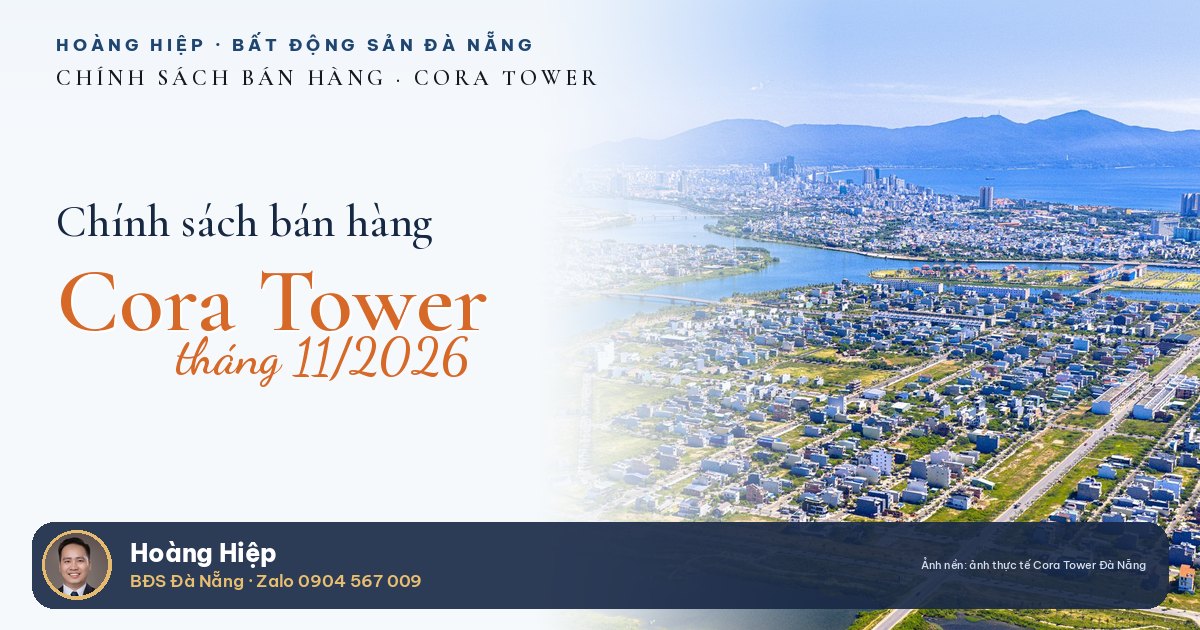 HOÀNG HIỆP · BẤT ĐỘNG SẢN ĐÀ NẴNG
CHÍNH SÁCH BÁN HÀNG · CORA TOWER
Chính sách bán hàng
Cora Tower
tháng 11/2026
Hoàng Hiệp
BĐS Đà Nẵng · Zalo 0904 567 009
Ảnh nền: ảnh thực tế Cora Tower Đà Nẵng